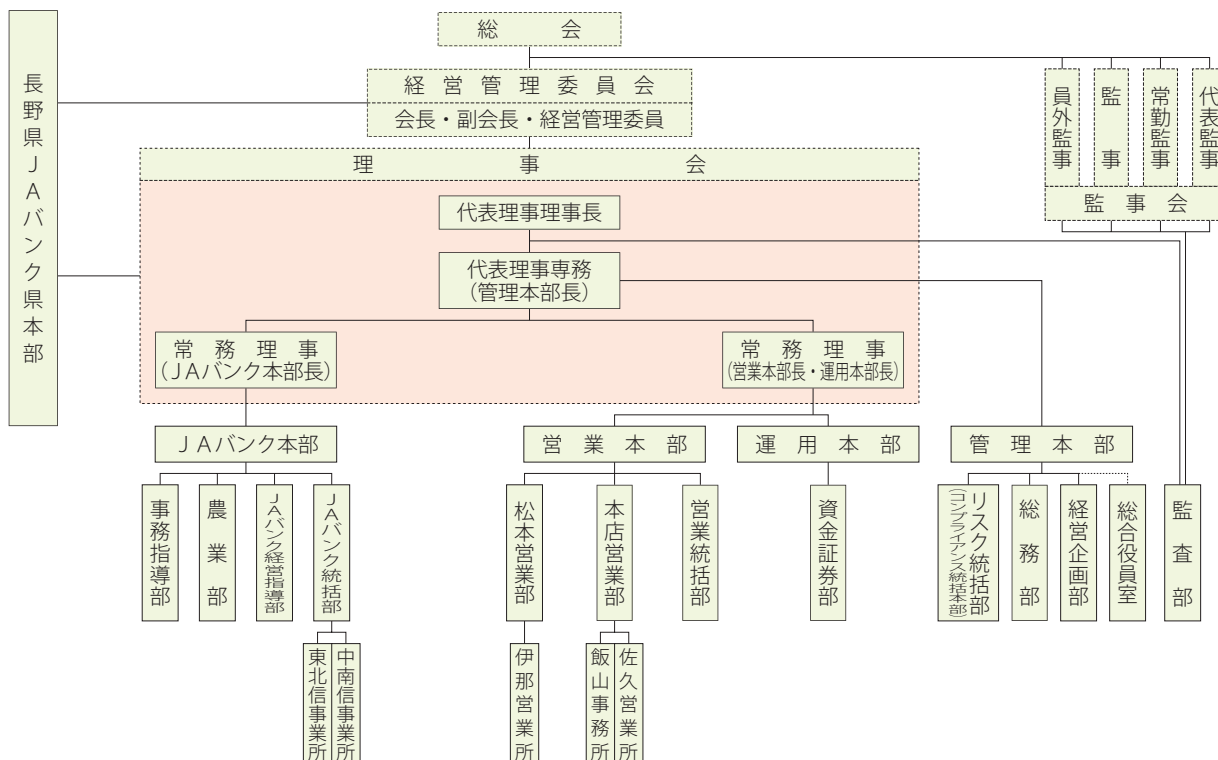 長野県ＪＡバンク県本部
総会
経営管理委員会
会長・副会長・経営管理委員
員外監事
監事
常勤監事
代表監事
監事会
理事会
代表理事理事長
代表理事専務
（管理本部長）
常務理事
（ＪＡバンク本部長）
常務理事
（営業本部長・運用本部長）
ＪＡバンク本部
営業本部
運用本部
管理本部
事務指導部
農業部
ＪＡバンク経営指導部
ＪＡバンク統括部
松本営業部
本店営業部
営業統括部
資金証券部
リスク統括部
（コンプライアンス統括本部）
総務部
経営企画部
総合役員室
監査部
東北信事業所
中南信事業所
伊那営業所
飯山事務所
佐久営業所